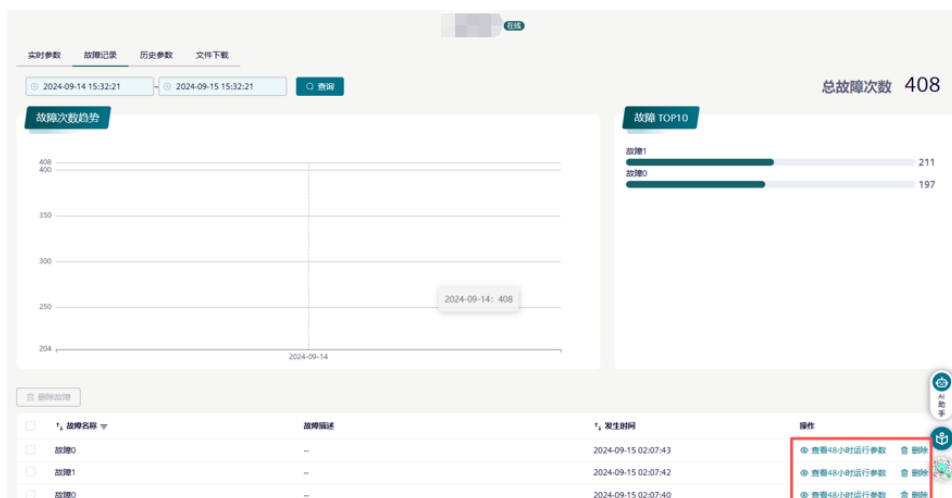 在线
实时参数 故障记录 历史参数 文件下载
2024-09-14 15:32:21 - 2024-09-15 15:32:21 查询
总故障次数 408
故障次数趋势
408
400
350
300
250
204
2024-09-14
2024-09-14: 408
故障 TOP10
故障1
211
故障0
197
删除故障
故障名称 故障描述 发生时间 操作
故障0 -- 2024-09-15 02:07:43 查看48小时运行参数 删除
故障1 -- 2024-09-15 02:07:42 查看48小时运行参数 删除
故障0 -- 2024-09-15 02:07:40 查看48小时运行参数 删除
AI
助
手